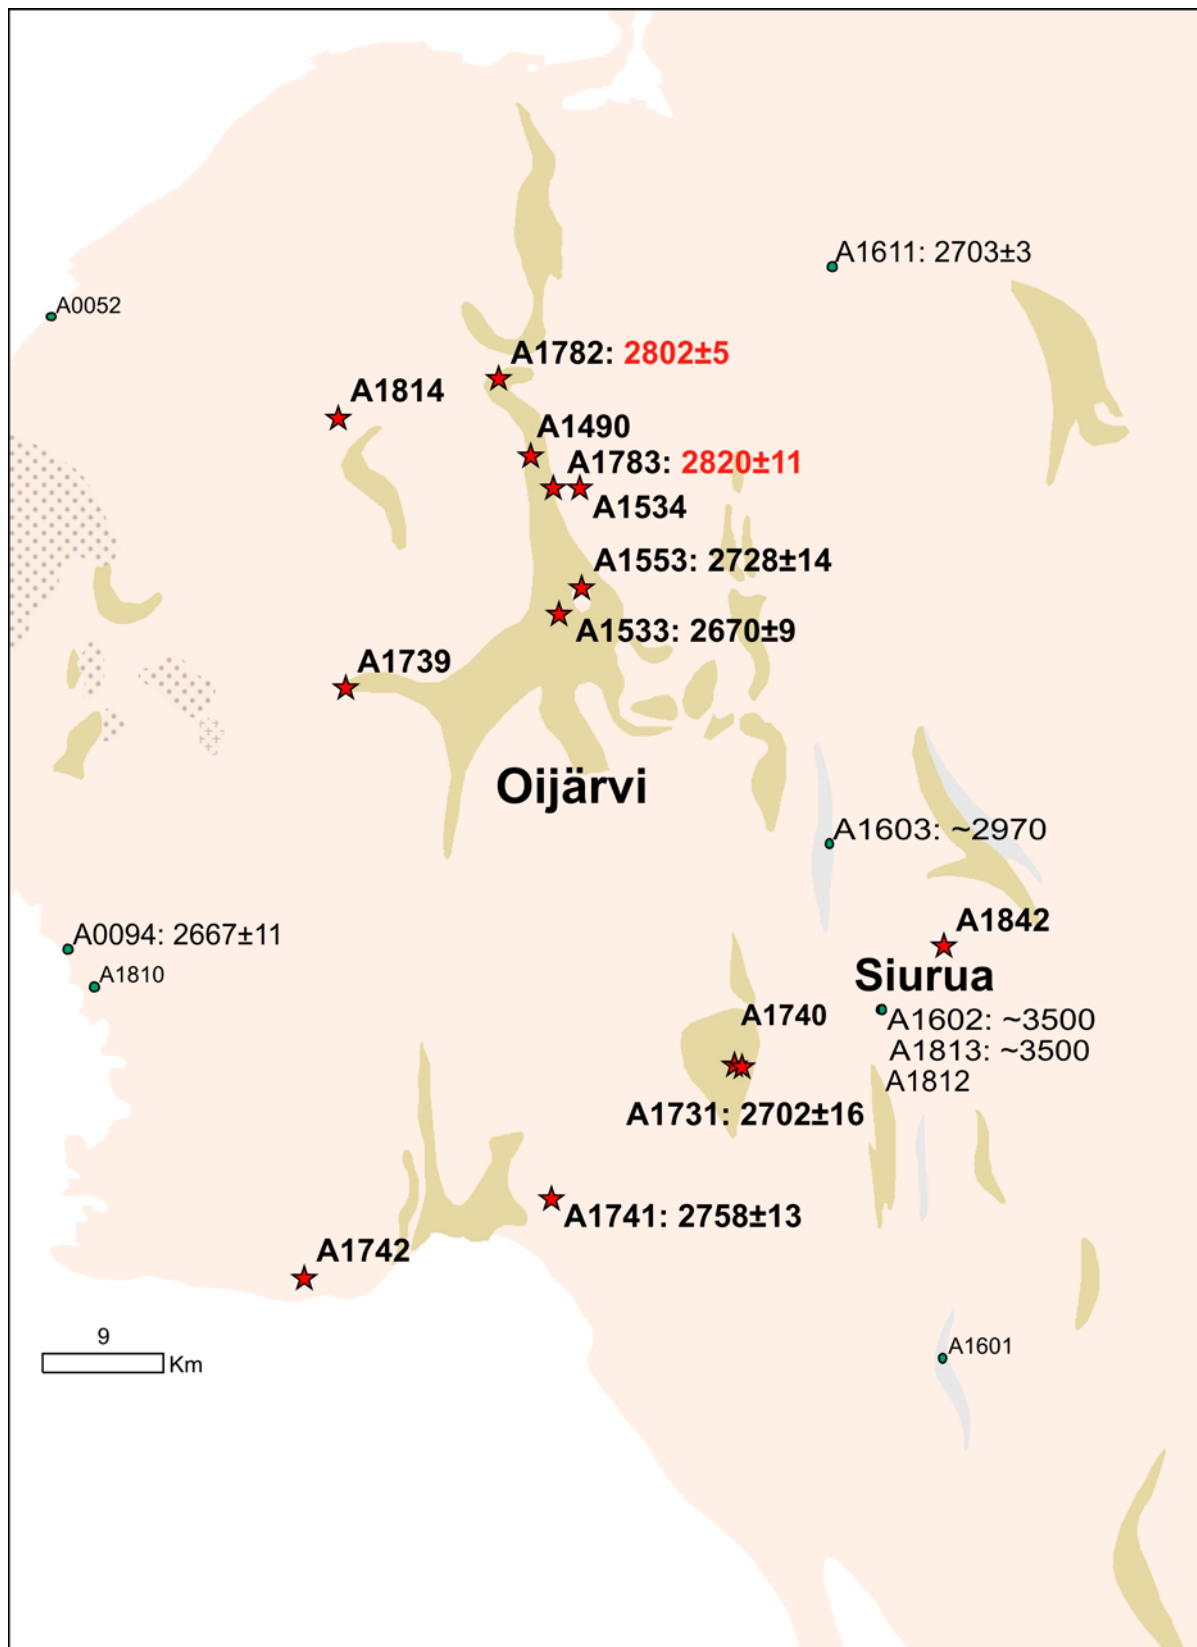 A1611: 2703±3
A0052
A1782: 2802±5
A1814
A1490
A1783: 2820±11
A1534
A1553: 2728±14
A1533: 2670±9
A1739
Oijärvi
A1603: ~2970
A1842
A0094: 2667±11
Siurua
A1810
A1740
A1602: ~3500
A1813: ~3500
A1812
A1731: 2702±16
A1741: 2758±13
A1742
9
Km
A1601